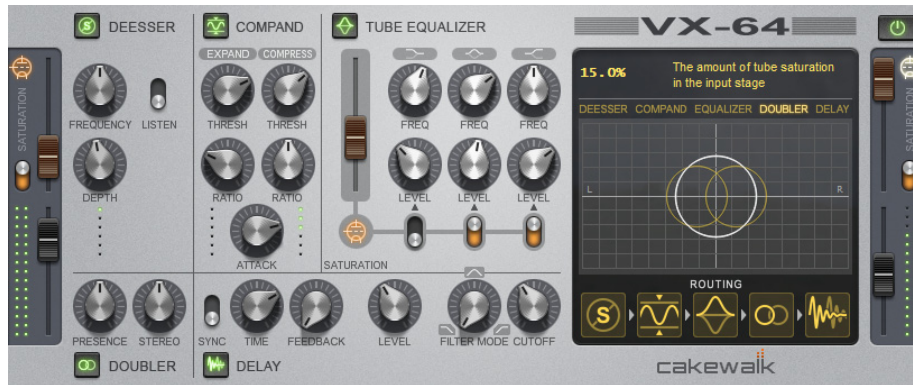 DEESSER
COMPAND
TUBE EQUALIZER
VX-64
SATURATION
FREQUENCY
LISTEN
DEPTH
EXPAND
COMPRESS
THRESH
THRESH
RATIO
RATIO
ATTACK
FREQ
FREQ
FREQ
LEVEL
LEVEL
LEVEL
SATURATION
15.0%
The amount of tube saturation
in the input stage
DEESSER COMPAND EQUALIZER DOUBLER DELAY
L
R
ROUTING
S
SATURATION
PRESENCE
STEREO
SYNC
TIME
FEEDBACK
LEVEL
FILTER MODE
CUTOFF
DOUBLER
DELAY
cakewalk